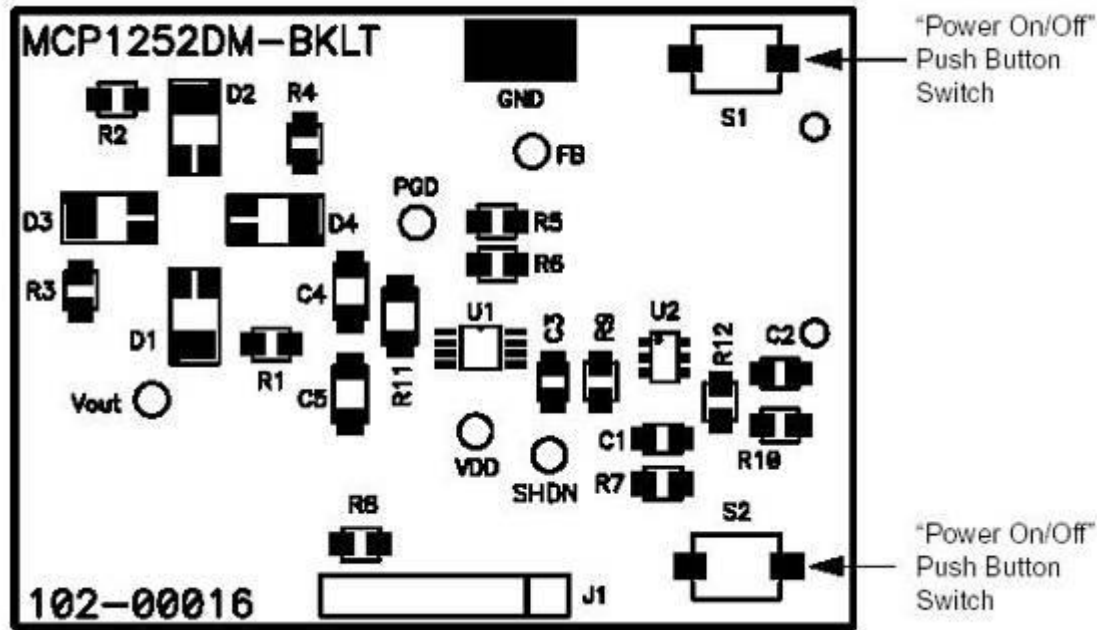 MCP1252DM-BKLT
GND
"Power On/Off"
Push Button
Switch
S1
R2
D2
R4
FB
PGD
D3
D4
R5
R6
R3
C4
U1
C3
R9
U2
R12
C2
D1
R1
C5
R11
Vout
VDD
SHDN
C1
R7
R10
R8
S2
"Power On/Off"
Push Button
Switch
102-00016
J1